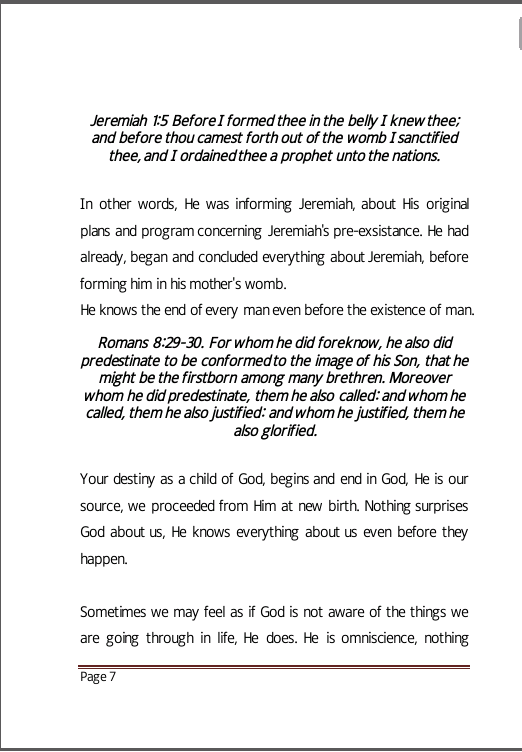 Jeremiah 1:5 Before I formed thee in the belly I knew thee;
and before thou camest forth out of the womb I sanctified
thee, and I ordained thee a prophet unto the nations.
In other words, He was informing Jeremiah, about His original
plans and program concerning Jeremiah's pre-exsistance. He had
already, began and concluded everything about Jeremiah, before
forming him in his mother's womb.
He knows the end of every man even before the existence of man.
Romans 8:29-30. For whom he did foreknow, he also did
predestinate to be conformed to the image of his Son, that he
might be the firstborn among many brethren. Moreover
whom he did predestinate, them he also called: and whom he
called, them he also justified: and whom he justified, them he
also glorified.
Your destiny as a child of God, begins and end in God, He is our
source, we proceeded from Him at new birth. Nothing surprises
God about us, He knows everything about us even before they
happen.
Sometimes we may feel as if God is not aware of the things we
are going through in life, He does. He is omniscience, nothing
Page 7